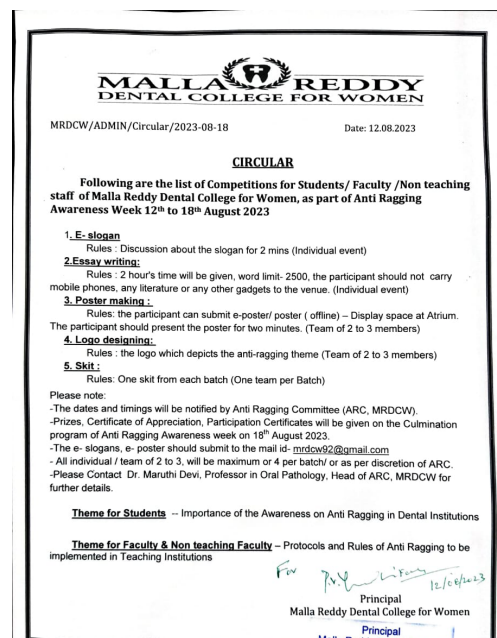 MALLA REDDY
DENTAL COLLEGE FOR WOMEN
MRDCW/ADMIN/Circular/2023-08-18 Date: 12.08.2023
CIRCULAR
Following are the list of Competitions for Students/ Faculty /Non teaching
staff of Malla Reddy Dental College for Women, as part of Anti Ragging
Awareness Week 12th to 18th August 2023
1. E- slogan
Rules : Discussion about the slogan for 2 mins (Individual event)
2.Essay writing:
Rules : 2 hour's time will be given, word limit- 2500, the participant should not carry
mobile phones, any literature or any other gadgets to the venue. (Individual event)
3. Poster making :
Rules: the participant can submit e-poster/ poster ( offline) – Display space at Atrium.
The participant should present the poster for two minutes. (Team of 2 to 3 members)
4. Logo designing:
Rules : the logo which depicts the anti-ragging theme (Team of 2 to 3 members)
5. Skit :
Rules: One skit from each batch (One team per Batch)
Please note:
-The dates and timings will be notified by Anti Ragging Committee (ARC, MRDCW).
-Prizes, Certificate of Appreciation, Participation Certificates will be given on the Culmination
program of Anti Ragging Awareness week on 18th August 2023.
-The e- slogans, e- poster should submit to the mail id- mrdcw92@gmail.com
- All individual / team of 2 to 3, will be maximum or 4 per batch/ or as per discretion of ARC.
-Please Contact Dr. Maruthi Devi, Professor in Oral Pathology, Head of ARC, MRDCW for
further details.
Theme for Students -- Importance of the Awareness on Anti Ragging in Dental Institutions
Theme for Faculty & Non teaching Faculty – Protocols and Rules of Anti Ragging to be
implemented in Teaching Institutions
For
12/08/2023
Principal
Malla Reddy Dental College for Women
Principal